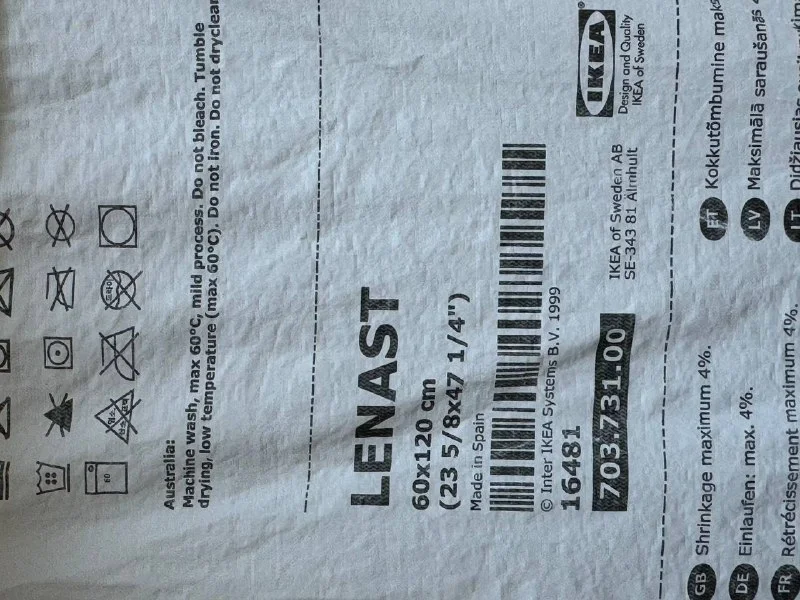 Australia:
Machine wash, max 60°C, mild process. Do not bleach. Tumble
drying, low temperature (max 60°C). Do not iron. Do not dryclean
LENAST
60x120 cm
(23 5/8x47 1/4")
Made in Spain
© Inter IKEA Systems B.V. 1999
16481
703.731.00
IKEA of Sweden AB
SE-343 81 Älmhult
IKEA
®
Design and Quality
IKEA of Sweden
GB Shrinkage maximum 4%.
DE Einlaufen: max. 4%.
FR Rétrécissement maximum 4%.
ET Kokkutõmbumine
LV Maksimālā saraušanās
LT Didžiausias
60